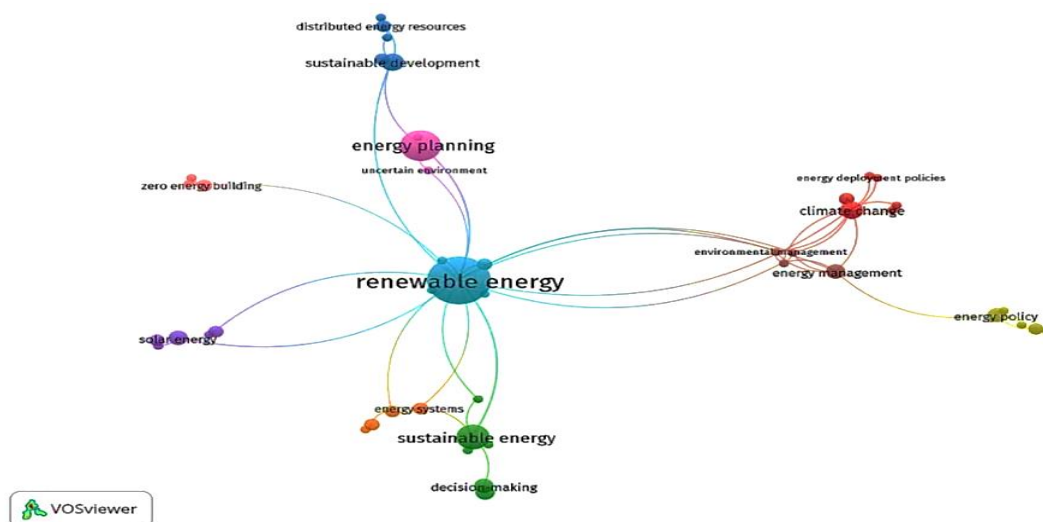 distributed energy resources
sustainable development
energy planning
uncertain environment
zero energy building
energy deployment policies
climate change
environmental management
energy management
renewable energy
energy policy
solar energy
energy systems
sustainable energy
decision-making
VOSviewer